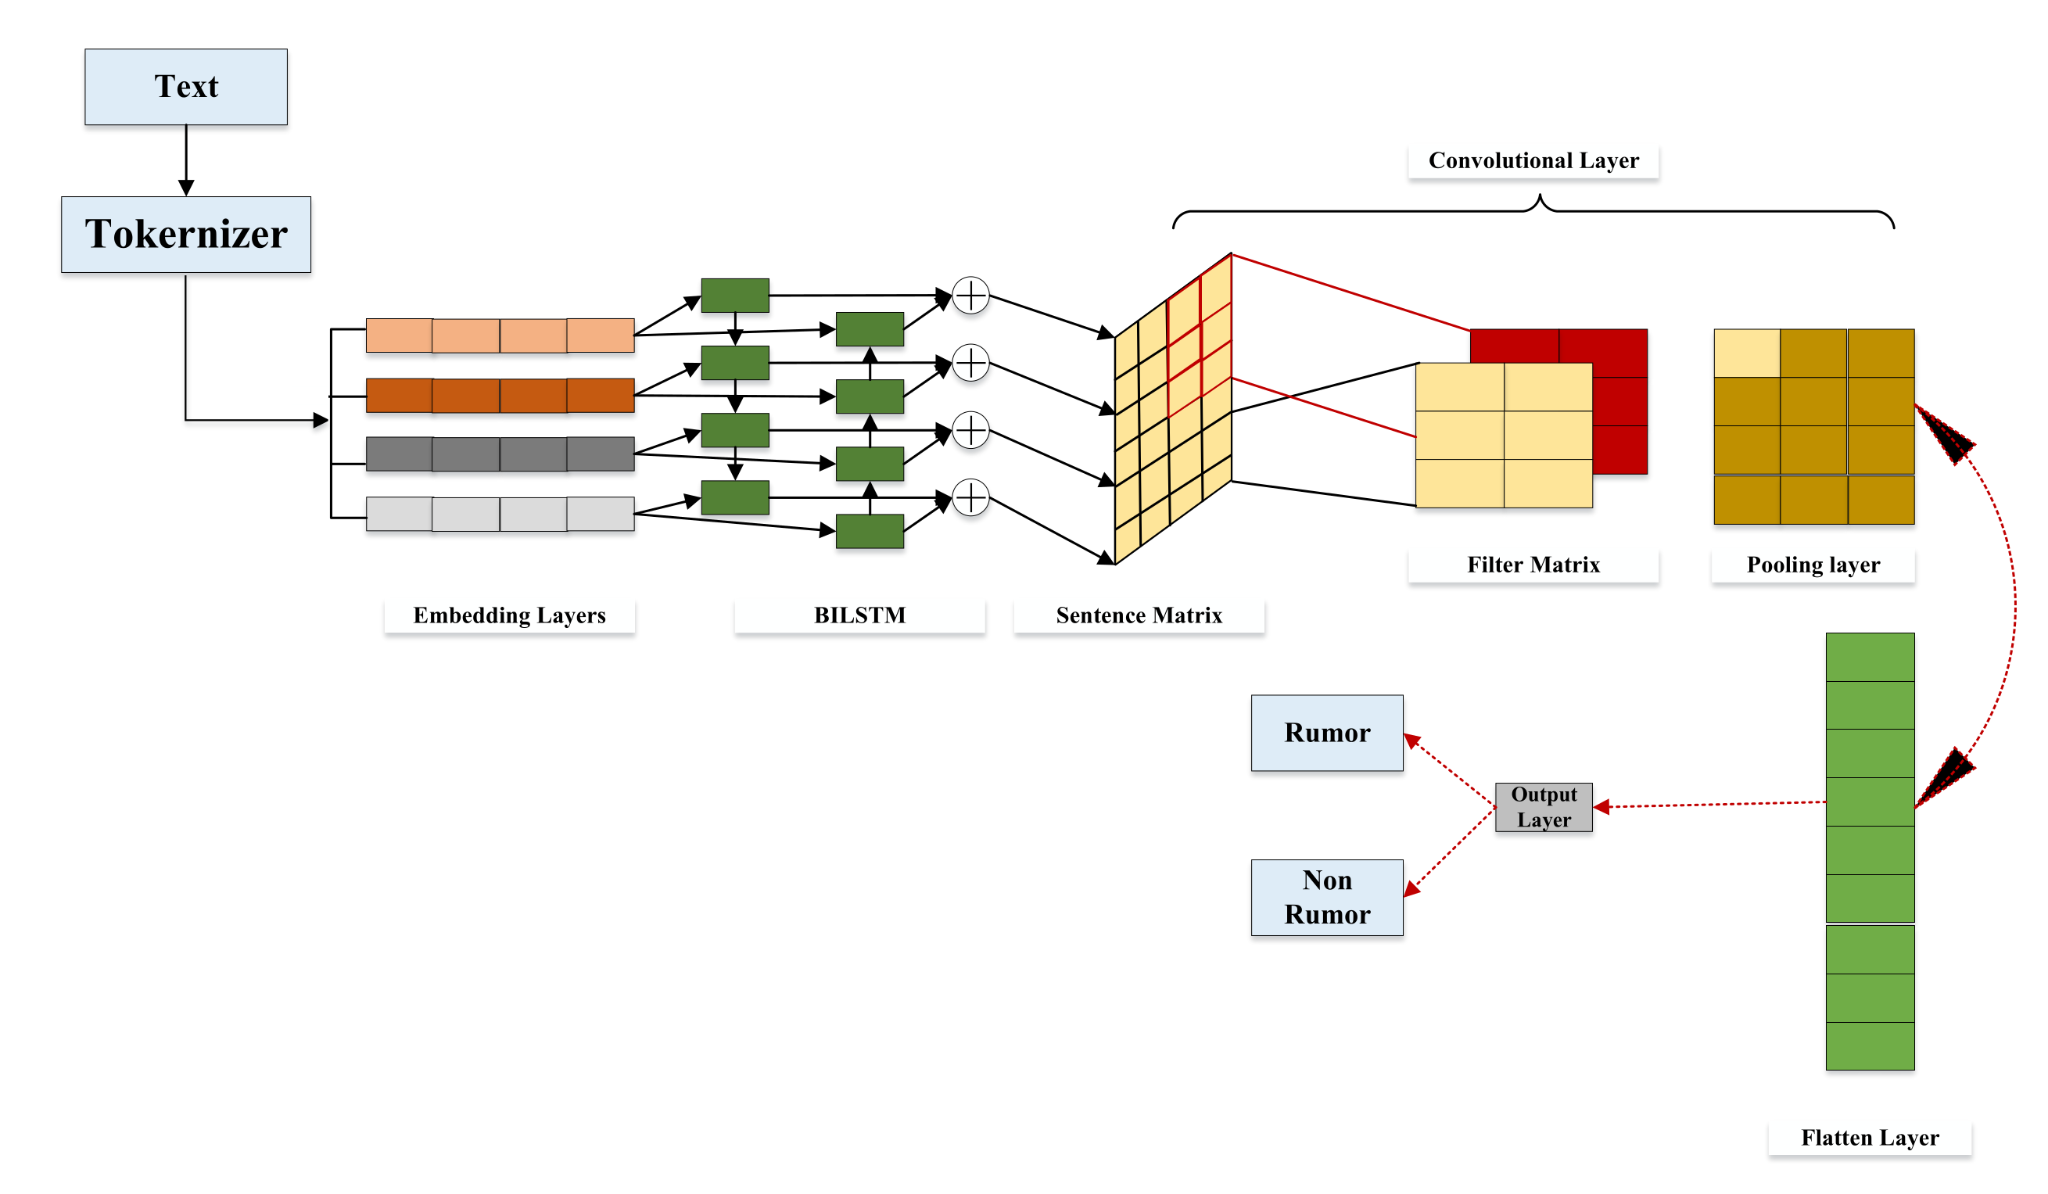 Text
Tokernizer
Convolutional Layer
Filter Matrix
Pooling layer
Embedding Layers
BILSTM
Sentence Matrix
Rumor
Output
Layer
Non
Rumor
Flatten Layer